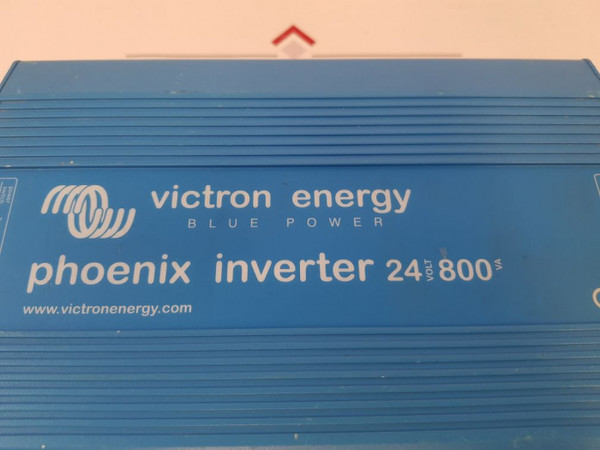 victron energy
BLUE POWER
phoenix inverter 24 VOLT 800 VA
www.victronenergy.com